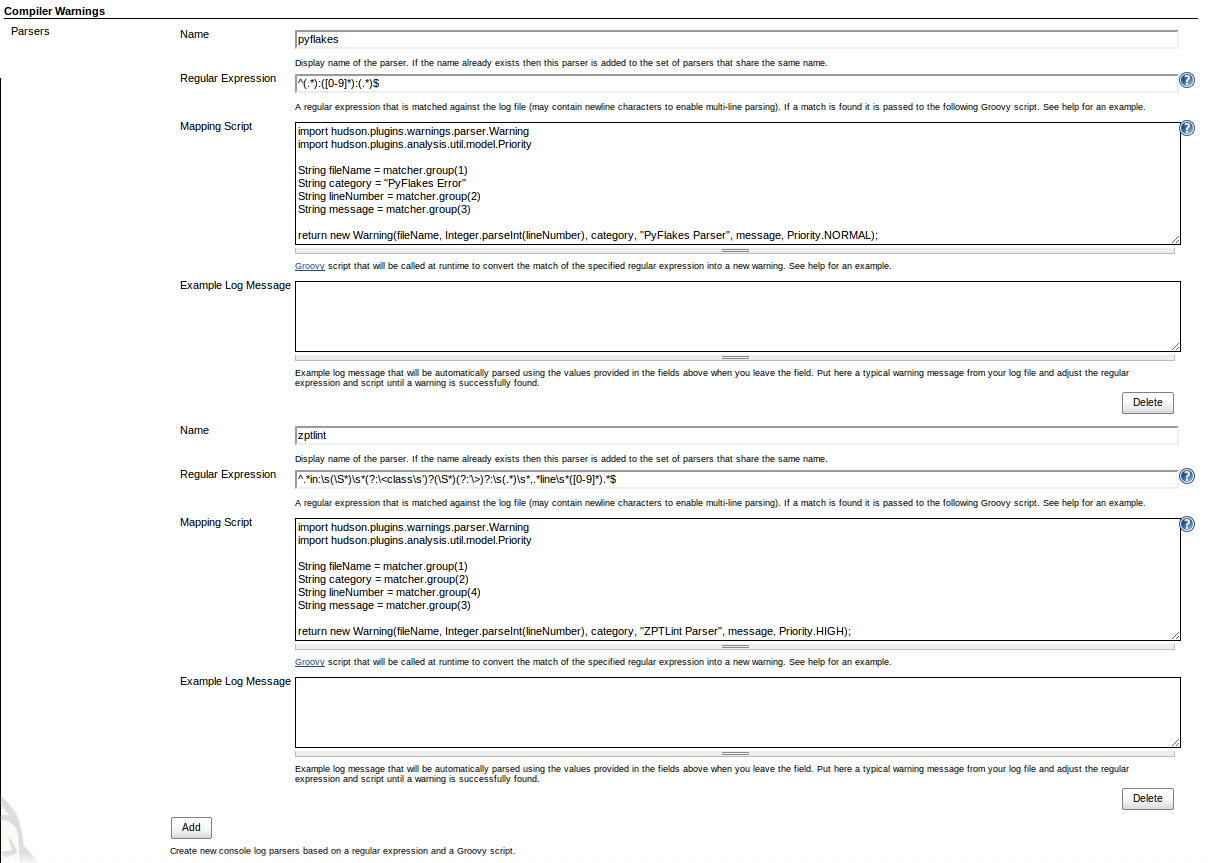 Compiler Warnings
Parsers
Name
pyflakes
Display name of the parser. If the name already exists then this parser is added to the set of parsers that share the same name.
Regular Expression
^(.*):([0-9]*):(.*)$
A regular expression that is matched against the log file (may contain newline characters to enable multi-line parsing). If a match is found it is passed to the following Groovy script. See help for an example.
Mapping Script
import hudson.plugins.warnings.parser.Warning
import hudson.plugins.analysis.util.model.Priority
String fileName = matcher.group(1)
String category = "PyFlakes Error"
String lineNumber = matcher.group(2)
String message = matcher.group(3)
return new Warning(fileName, Integer.parseInt(lineNumber), category, "PyFlakes Parser", message, Priority.NORMAL);
Groovy script that will be called at runtime to convert the match of the specified regular expression into a new warning. See help for an example.
Example Log Message
Example log message that will be automatically parsed using the values provided in the fields above when you leave the field. Put here a typical warning message from your log file and adjust the regular
expression and script until a warning is successfully found.
Delete
Name
zptlint
Display name of the parser. If the name already exists then this parser is added to the set of parsers that share the same name.
Regular Expression
^.*in:\s(\S*)\s*(?:\<class\s')?(\S*)(?:'\>)?:\s(.*)\s*,.*line\s*([0-9]*).*$
A regular expression that is matched against the log file (may contain newline characters to enable multi-line parsing). If a match is found it is passed to the following Groovy script. See help for an example.
Mapping Script
import hudson.plugins.warnings.parser.Warning
import hudson.plugins.analysis.util.model.Priority
String fileName = matcher.group(1)
String category = matcher.group(2)
String lineNumber = matcher.group(4)
String message = matcher.group(3)
return new Warning(fileName, Integer.parseInt(lineNumber), category, "ZPTLint Parser", message, Priority.HIGH);
Groovy script that will be called at runtime to convert the match of the specified regular expression into a new warning. See help for an example.
Example Log Message
Example log message that will be automatically parsed using the values provided in the fields above when you leave the field. Put here a typical warning message from your log file and adjust the regular
expression and script until a warning is successfully found.
Delete
Add
Create new console log parsers based on a regular expression and a Groovy script.